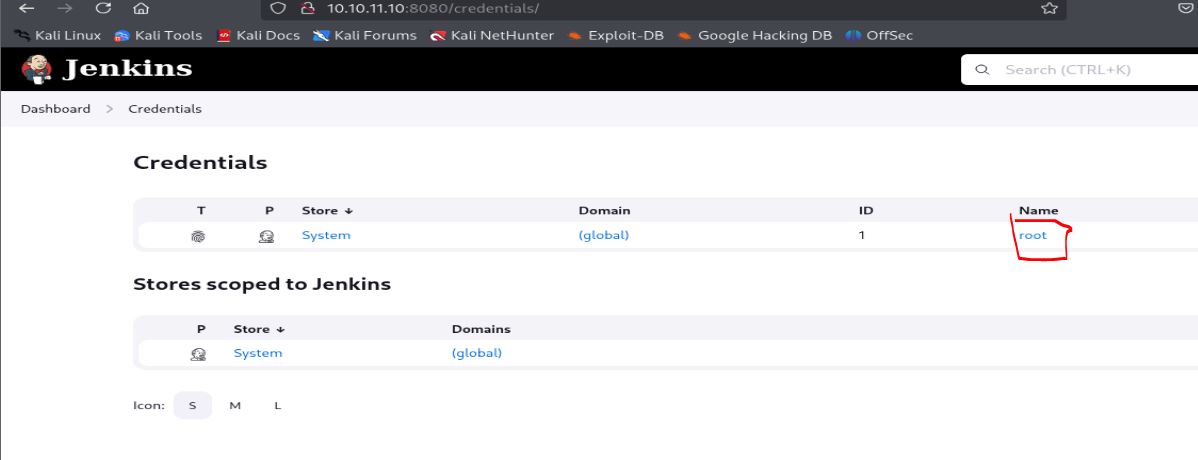 10.10.11.10:8080/credentials/
Kali Linux Kali Tools Kali Docs Kali Forums Kali NetHunter Exploit-DB Google Hacking DB OffSec
Jenkins Search (CTRL+K)
Dashboard > Credentials
Credentials
T P Store ↓ Domain ID Name
System (global) 1 root
Stores scoped to Jenkins
P Store ↓ Domains
System (global)
Icon: S M L